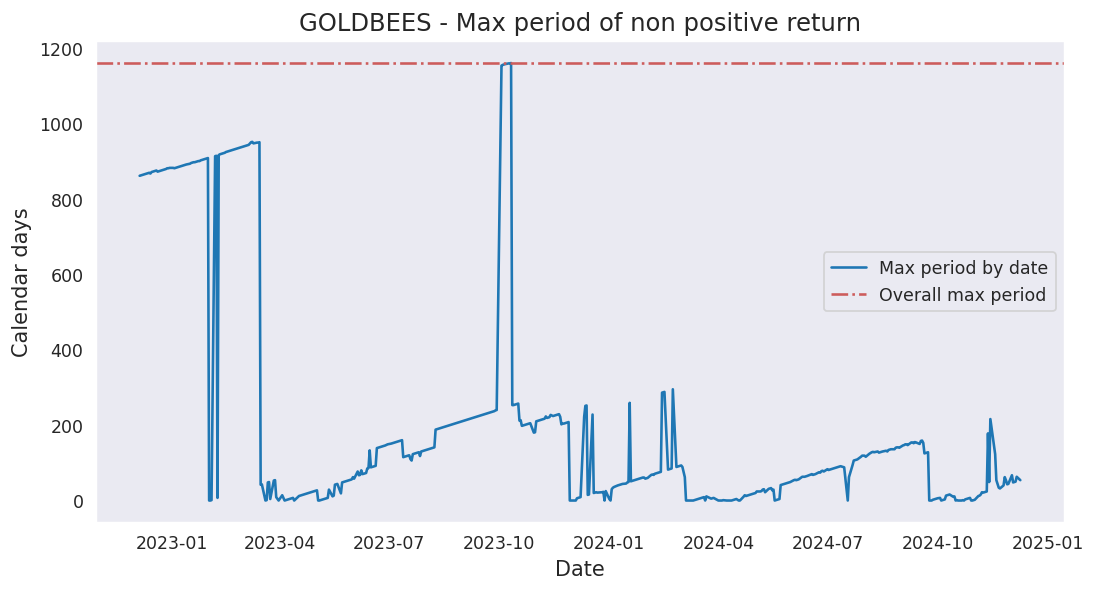 GOLDBEES - Max period of non positive return
1200
1000
800
600
400
200
0
Calendar days
Max period by date
Overall max period
2023-01 2023-04 2023-07 2023-10 2024-01 2024-04 2024-07 2024-10 2025-01
Date